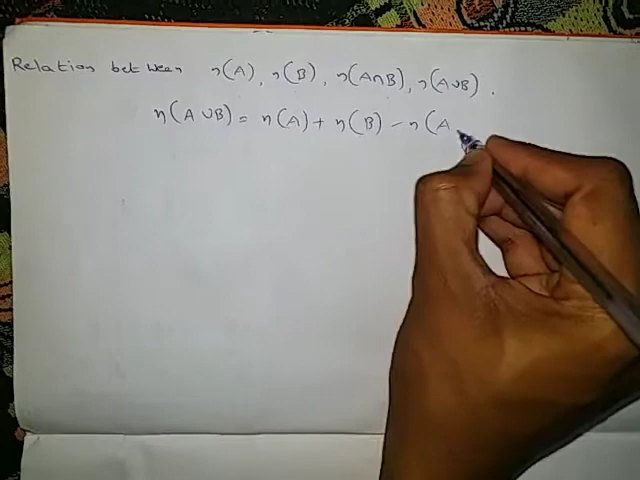 Relation between n(A), n(B), n(A∩B), n(A∪B).
n(A∪B) = n(A) + n(B) - n(A